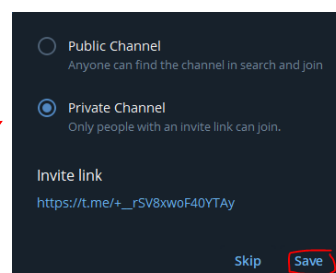 Public Channel
Anyone can find the channel in search and join
Private Channel
Only people with an invite link can join.
Invite link
https://t.me/+__rSV8xwoF40YTAy
Skip Save